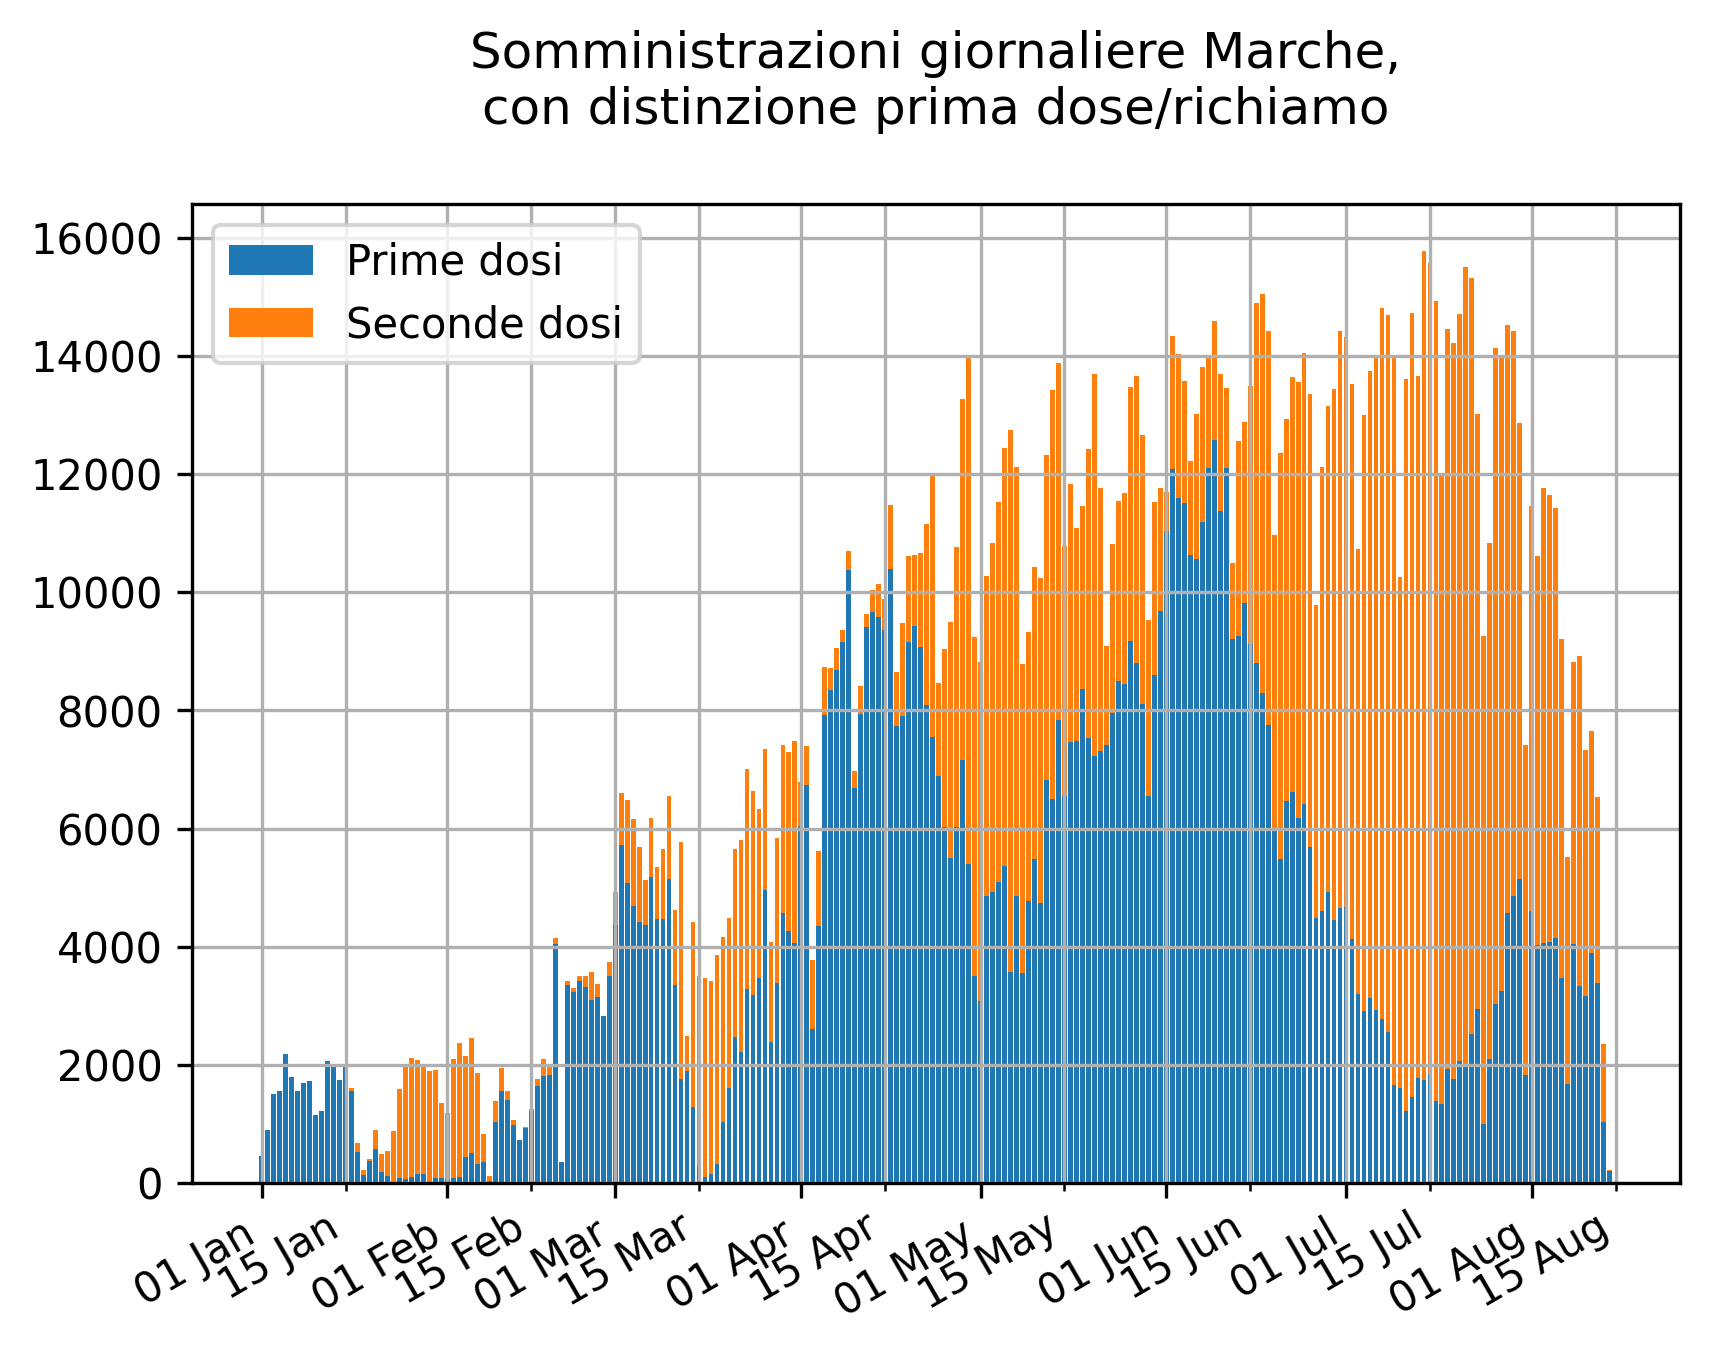 Somministrazioni giornaliere Marche,
con distinzione prima dose/richiamo
Prime dosi
Seconde dosi
16000
14000
12000
10000
8000
6000
4000
2000
0
01 Jan
15 Jan
01 Feb
15 Feb
01 Mar
15 Mar
01 Apr
15 Apr
01 May
15 May
01 Jun
15 Jun
01 Jul
15 Jul
01 Aug
15 Aug